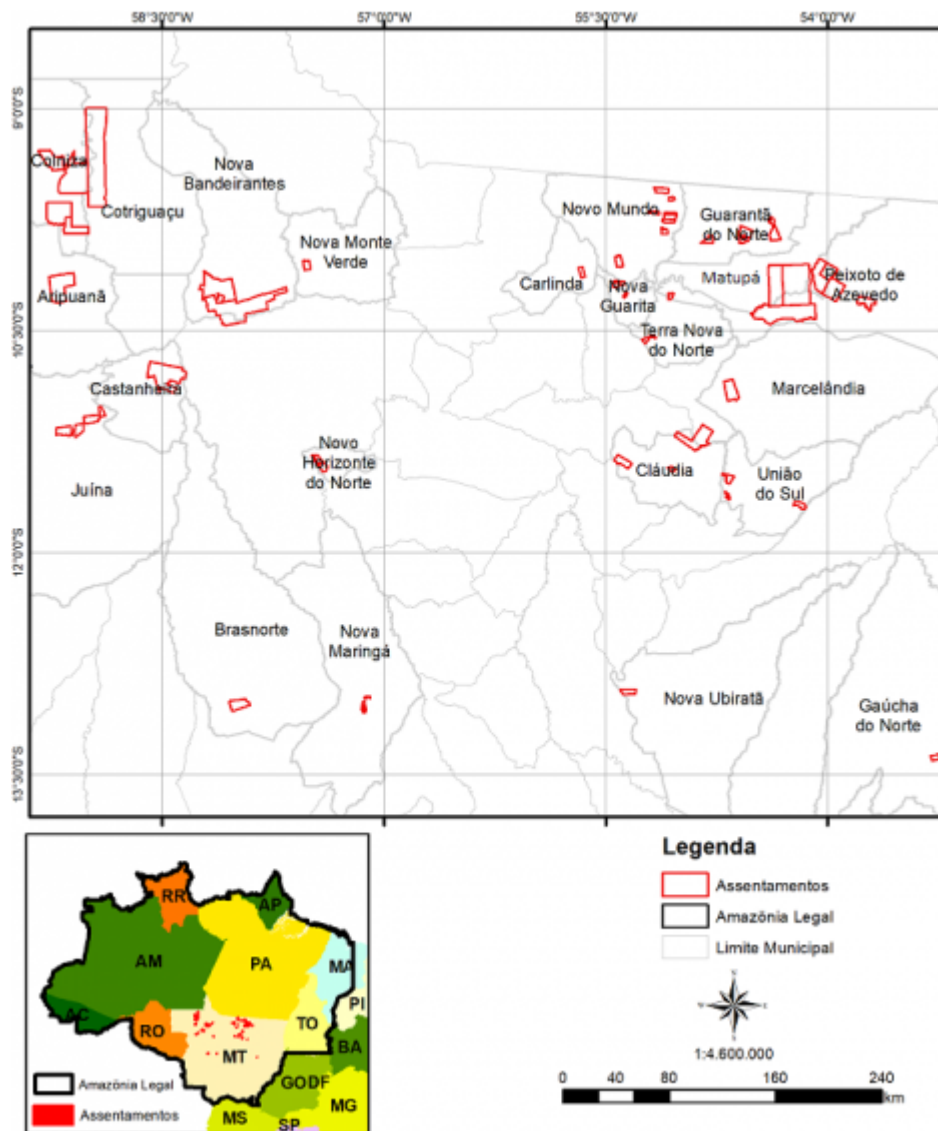 58°30'0"W
57°0'0"W
55°30'0"W
54°0'0"W
9°0'0"S
10°30'0"S
12°0'0"S
13°30'0"S
Colniza
Nova
Bandeirantes
Cotriguaçu
Nova Monte
Verde
Aripuanã
Castanheira
Juína
Novo
Horizonte
do Norte
Brasnorte
Nova
Maringá
Novo Mundo
Guarantã
do Norte
Carlinda
Nova
Guarita
Matupá
Peixoto de
Azevedo
Terra Nova
do Norte
Marcelândia
Cláudia
União
do Sul
Nova Ubiratã
Gaúcha
do Norte
RR
AP
AM
PA
MA
PI
AC
RO
TO
MT
BA
GO
DF
MG
MS
SP
Amazônia Legal
Assentamentos
Legenda
Assentamentos
Amazônia Legal
Limite Municipal
N
S
1:4.600.000
0 40 80 160 240
km